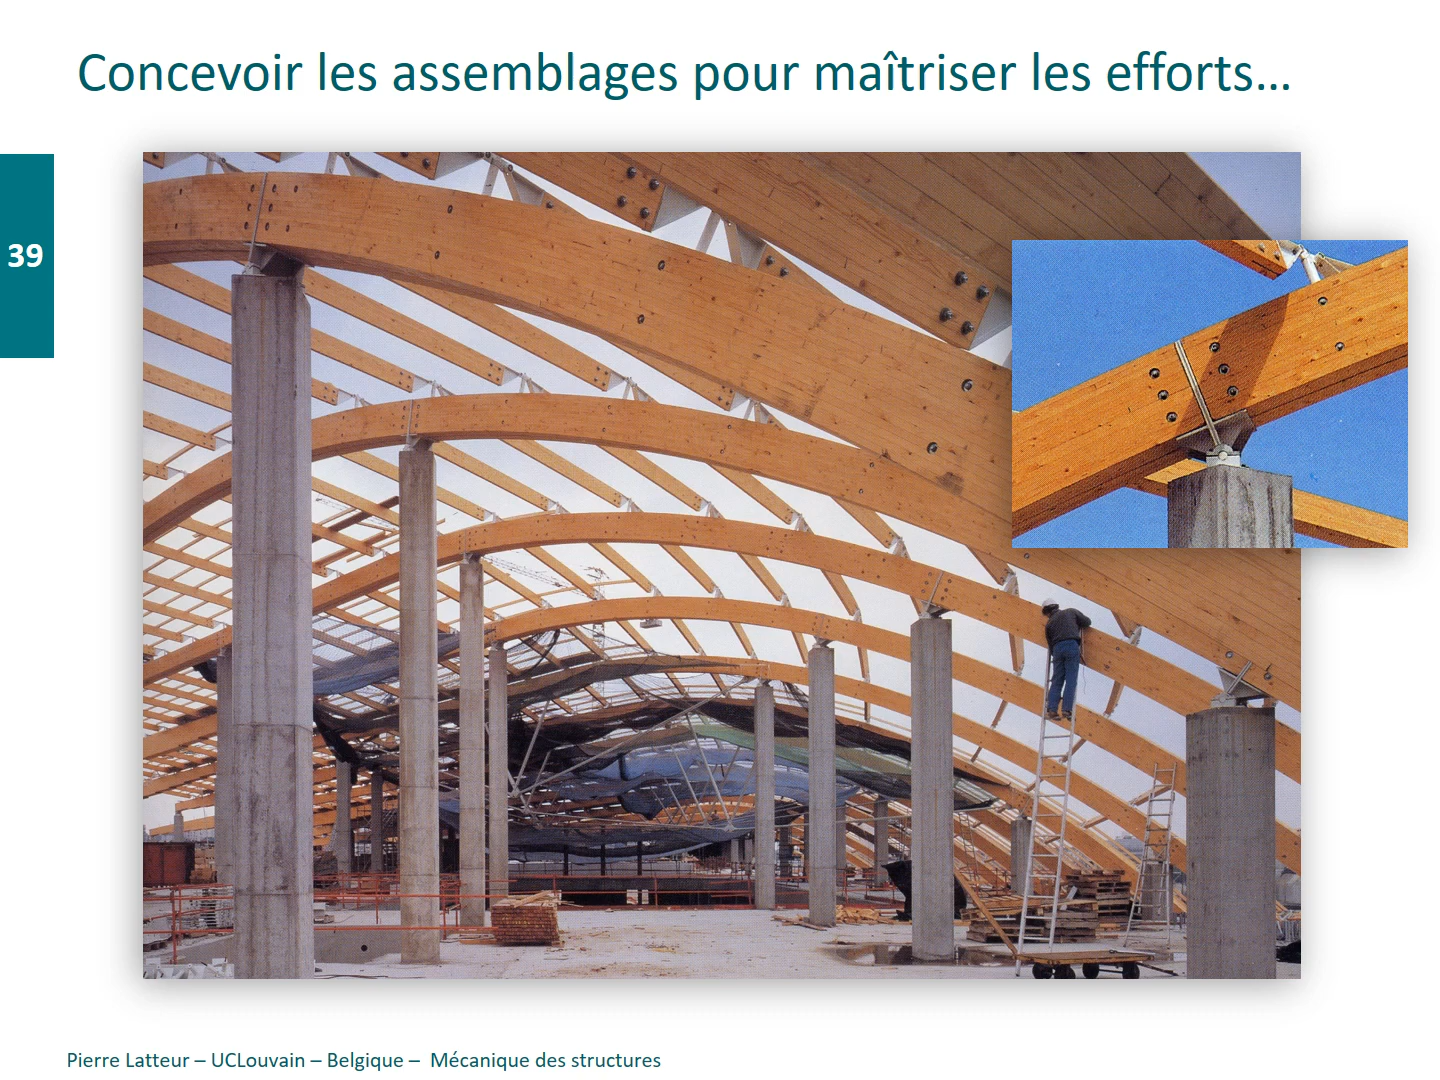 Concevoir les assemblages pour maîtriser les efforts…
39
Pierre Latteur – UCLouvain – Belgique – Mécanique des structures